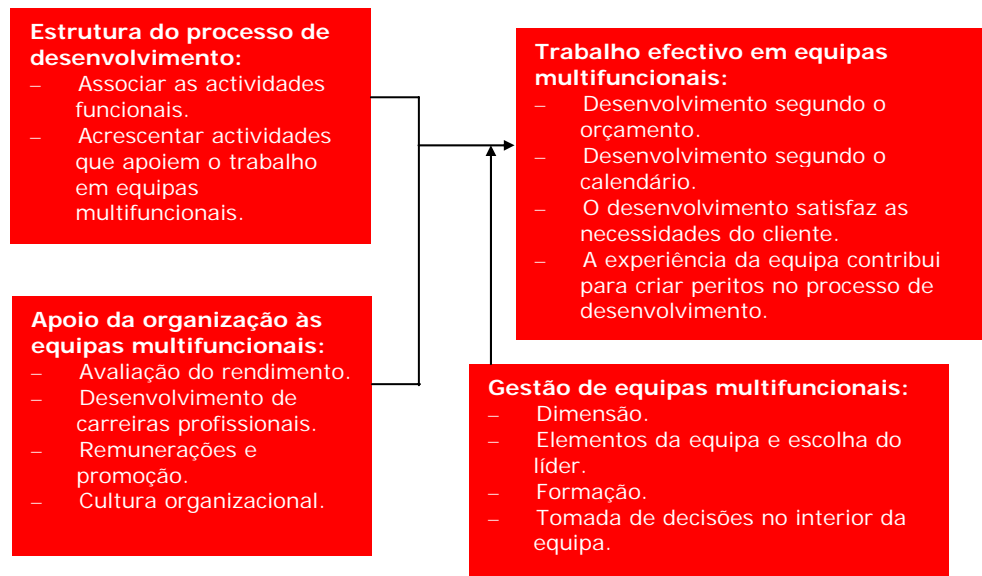 Estrutura do processo de
desenvolvimento:
– Associar as actividades
funcionais.
– Acrescentar actividades
que apoiem o trabalho
em equipas
multifuncionais.
Apoio da organização às
equipas multifuncionais:
– Avaliação do rendimento.
– Desenvolvimento de
carreiras profissionais.
– Remunerações e
promoção.
– Cultura organizacional.
Trabalho efectivo em equipas
multifuncionais:
– Desenvolvimento segundo o
orçamento.
– Desenvolvimento segundo o
calendário.
– O desenvolvimento satisfaz as
necessidades do cliente.
– A experiência da equipa contribui
para criar peritos no processo de
desenvolvimento.
Gestão de equipas multifuncionais:
– Dimensão.
– Elementos da equipa e escolha do
líder.
– Formação.
– Tomada de decisões no interior da
equipa.